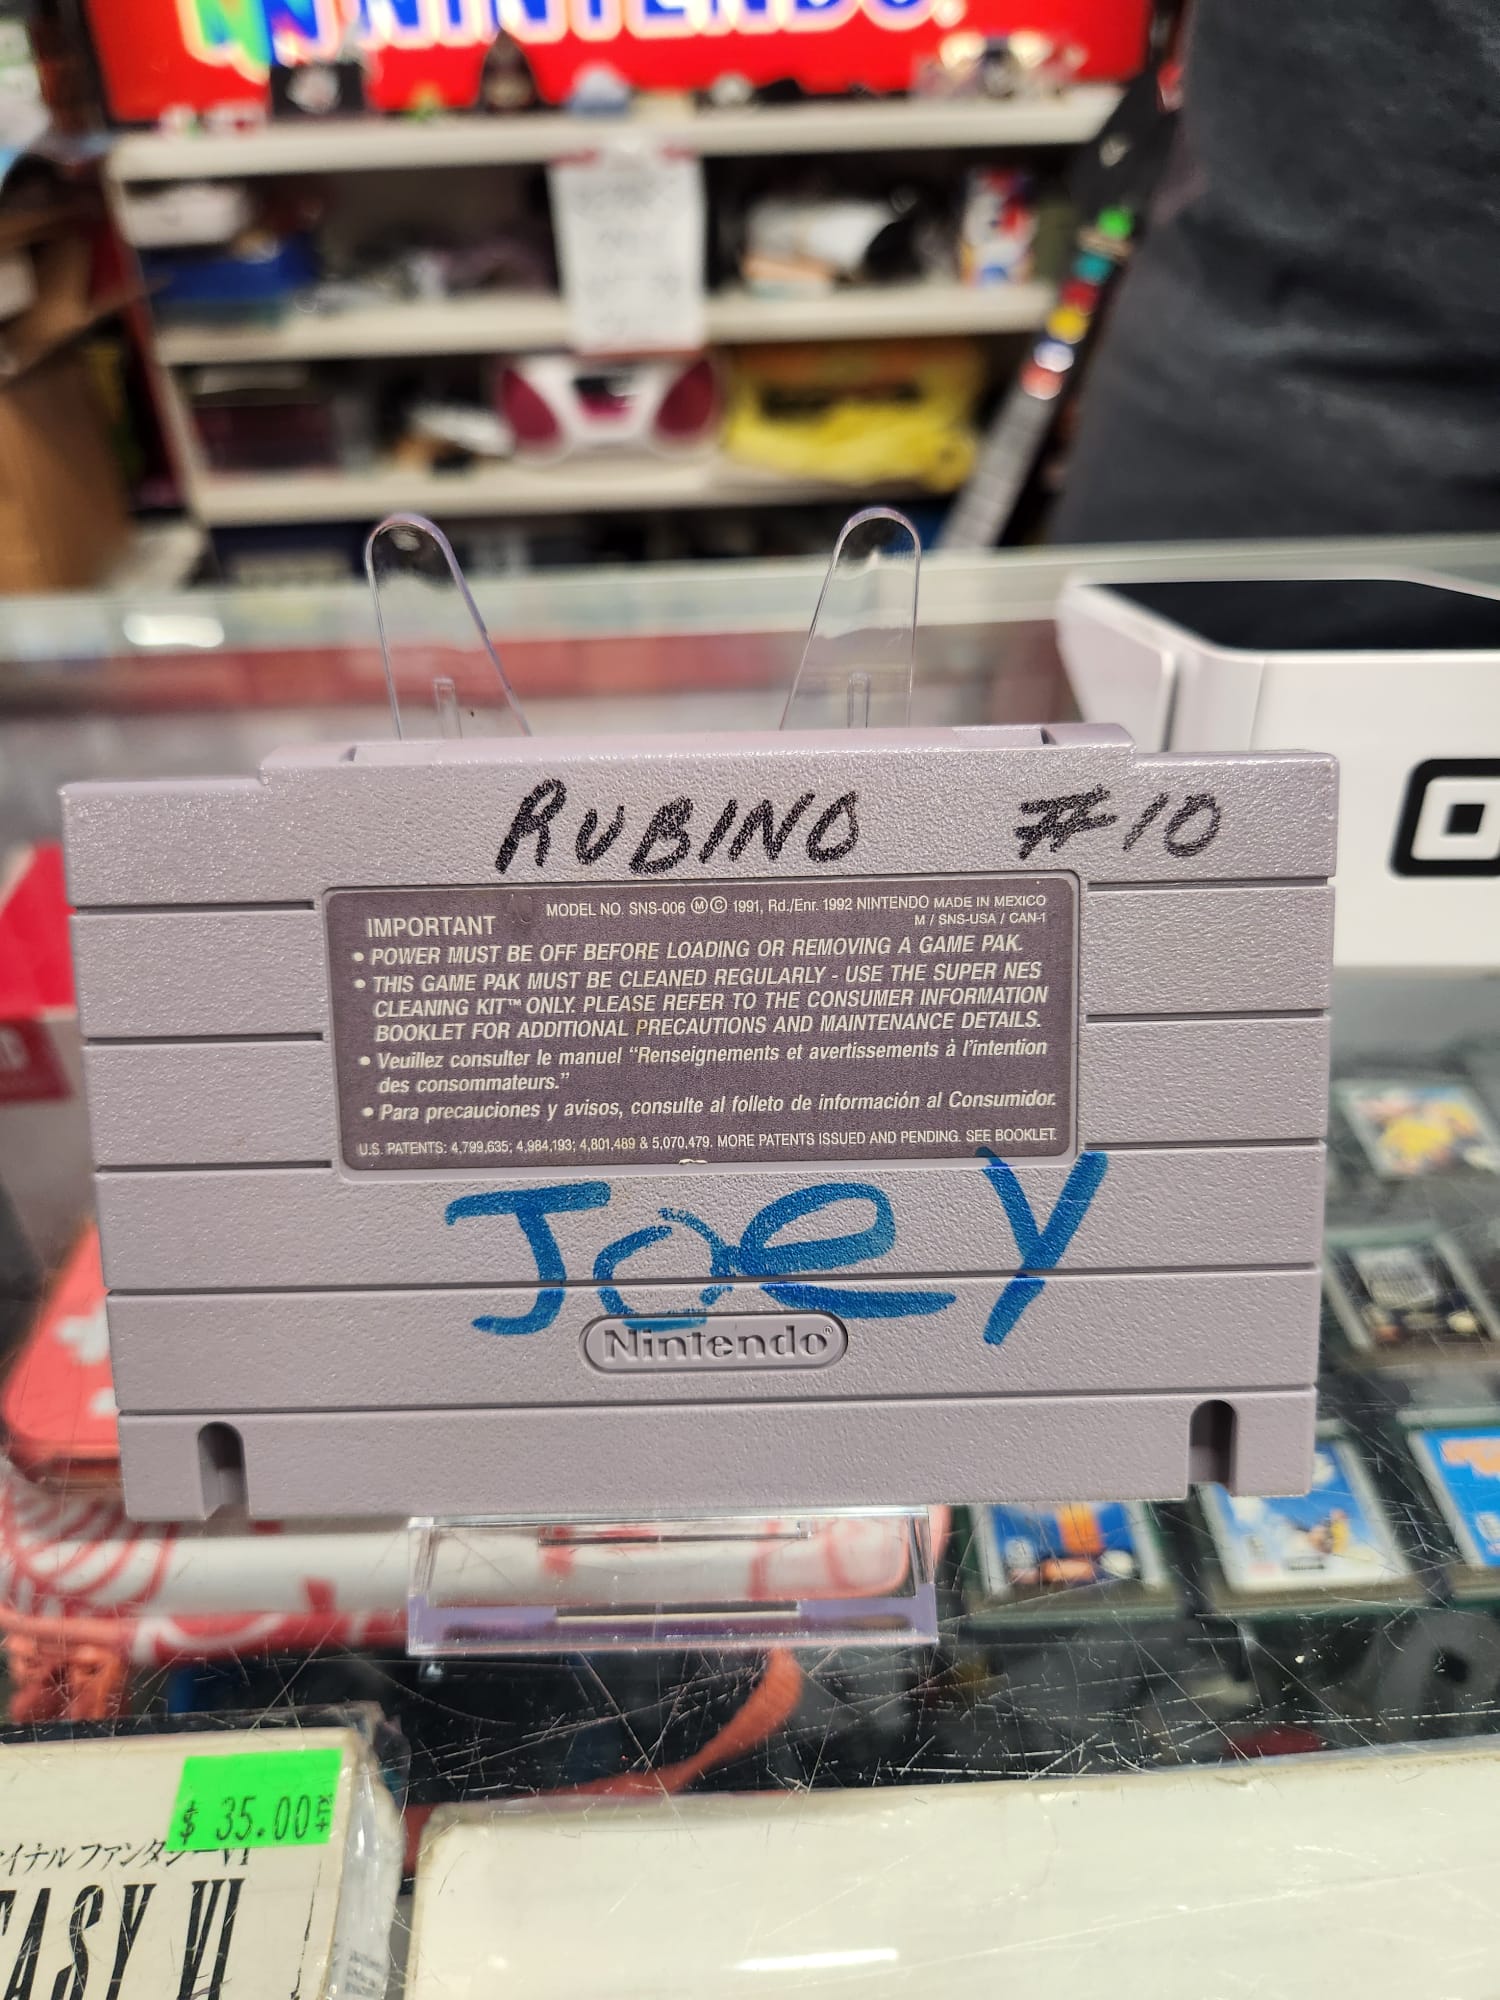 NINTENDO
RUBINO #10
IMPORTANT
MODEL NO. SNS-006 ⓂⒸ 1991, Rd./Enr. 1992 NINTENDO MADE IN MEXICO
M / SNS-USA / CAN-1
• POWER MUST BE OFF BEFORE LOADING OR REMOVING A GAME PAK.
• THIS GAME PAK MUST BE CLEANED REGULARLY - USE THE SUPER NES
CLEANING KIT™ ONLY. PLEASE REFER TO THE CONSUMER INFORMATION
BOOKLET FOR ADDITIONAL PRECAUTIONS AND MAINTENANCE DETAILS.
• Veuillez consulter le manuel “Renseignements et avertissements à l’intention
des consommateurs.”
• Para precauciones y avisos, consulte al folleto de información al Consumidor.
U.S. PATENTS: 4,799,635; 4,984,193; 4,801,489 & 5,070,479. MORE PATENTS ISSUED AND PENDING. SEE BOOKLET.
Joey
Nintendo®
$ 35.00
イナルファンタジーVI
TASY VI